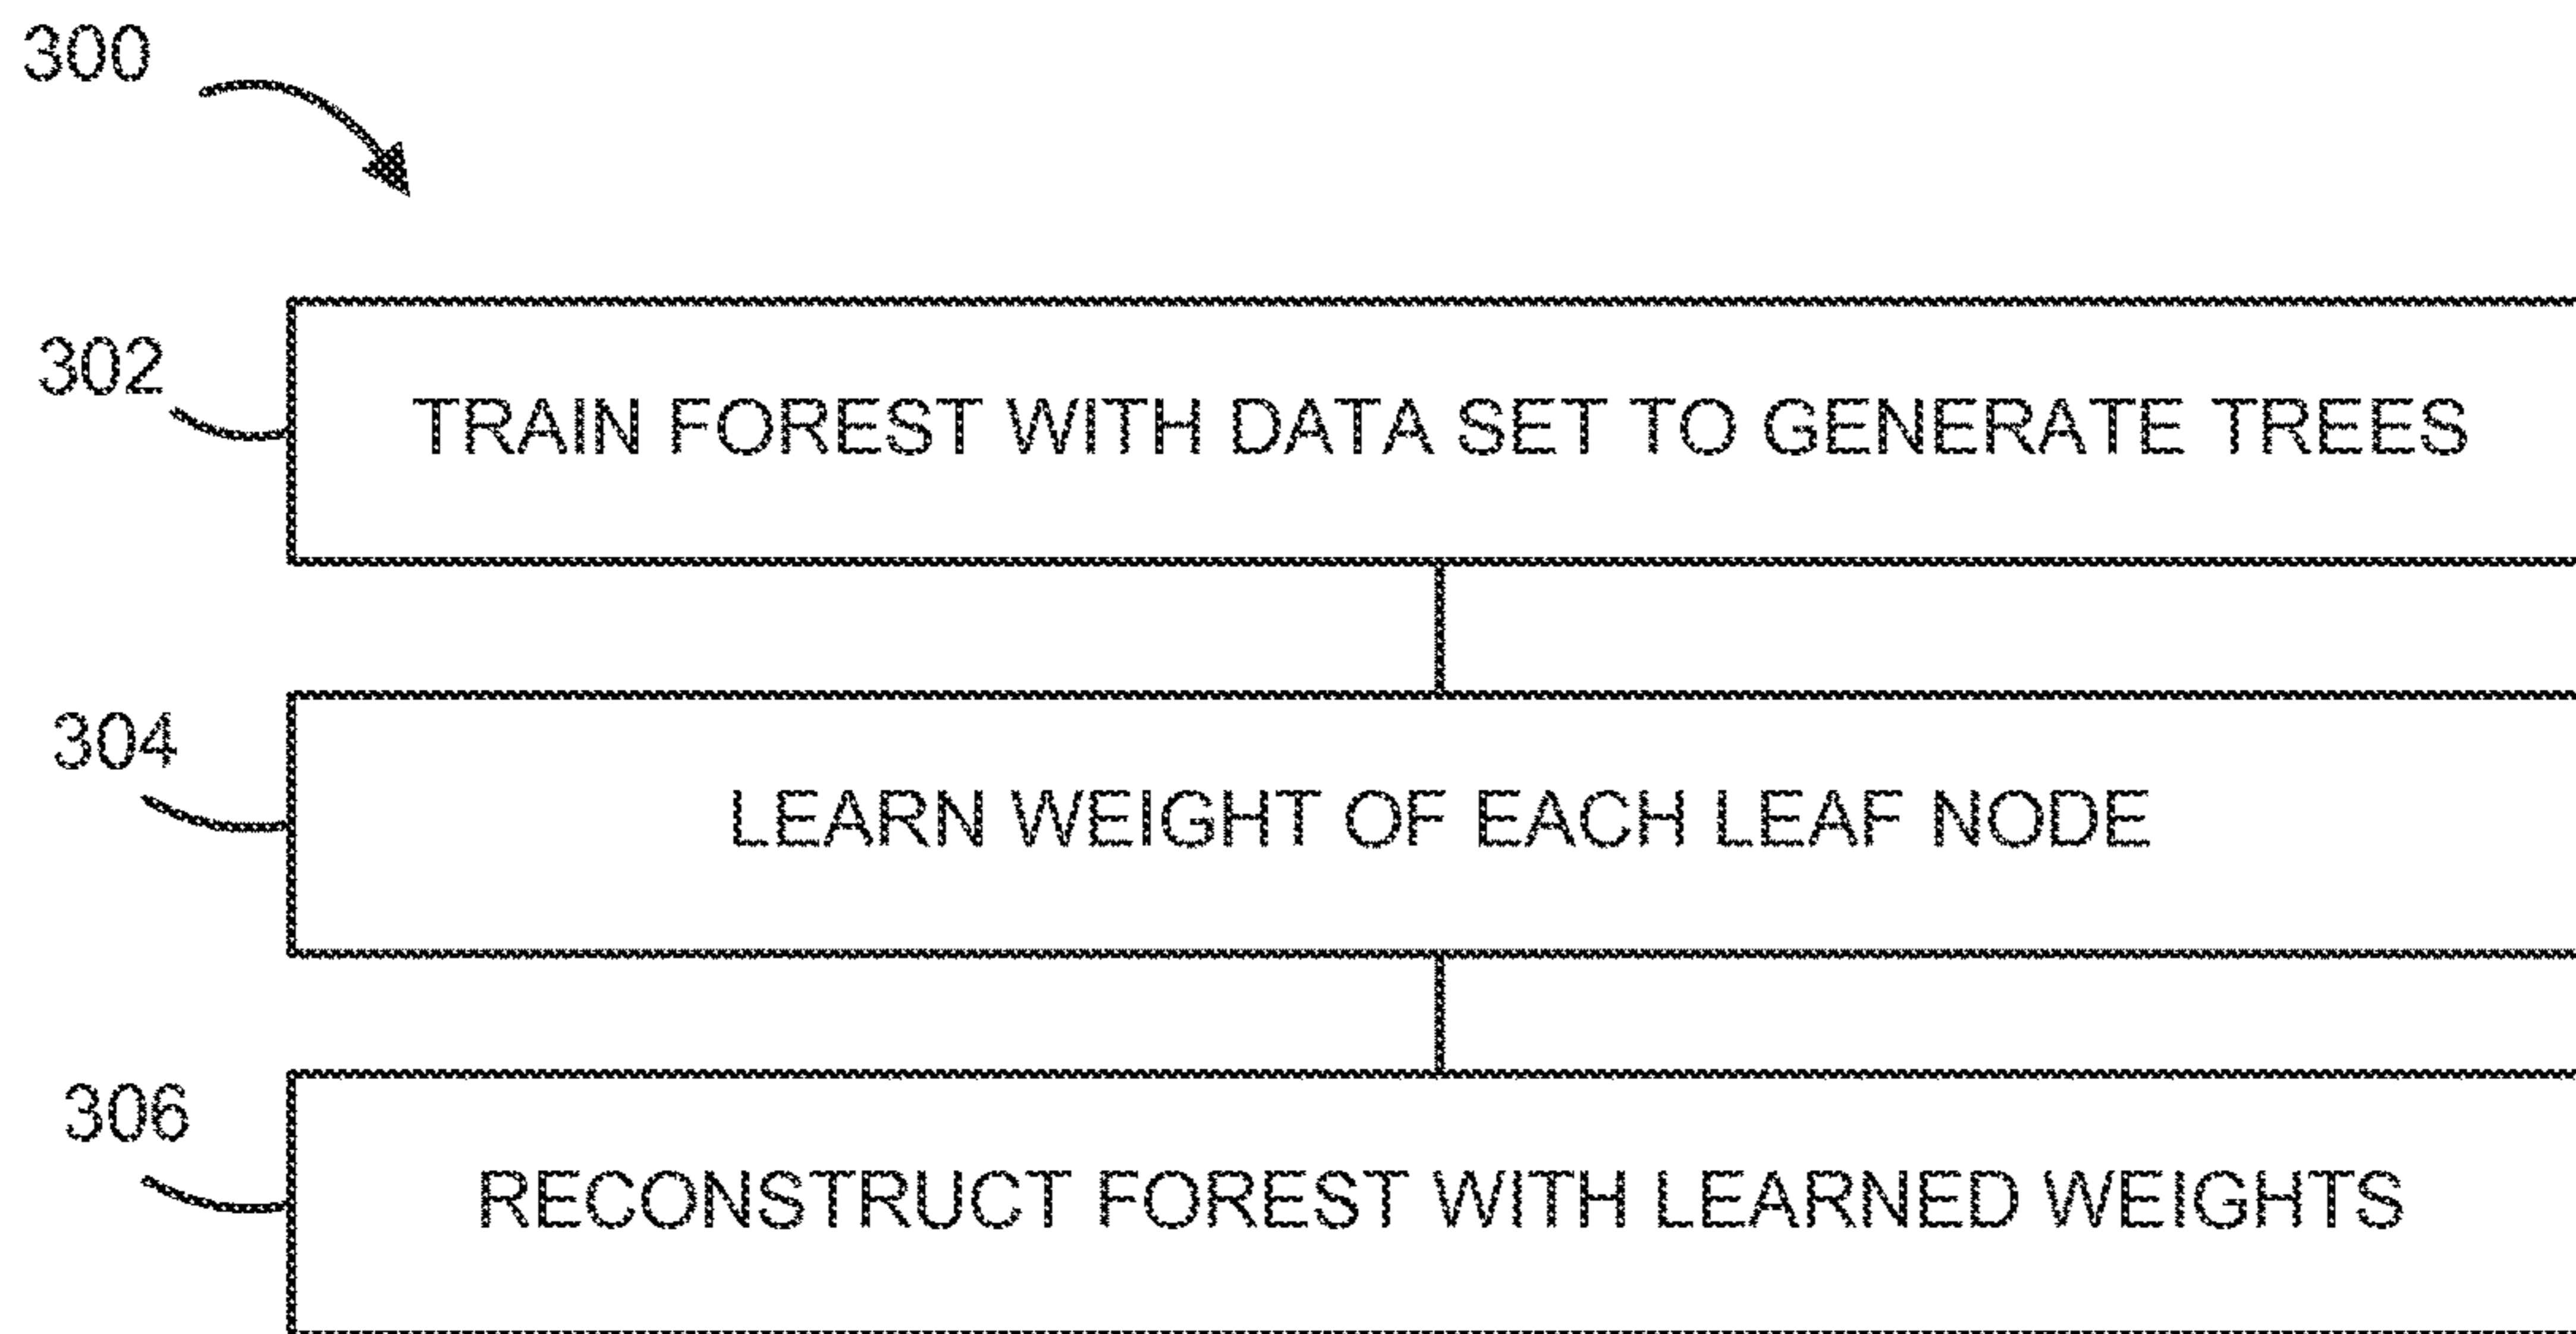 300
302
TRAIN FOREST WITH DATA SET TO GENERATE TREES
304
LEARN WEIGHT OF EACH LEAF NODE
306
RECONSTRUCT FOREST WITH LEARNED WEIGHTS